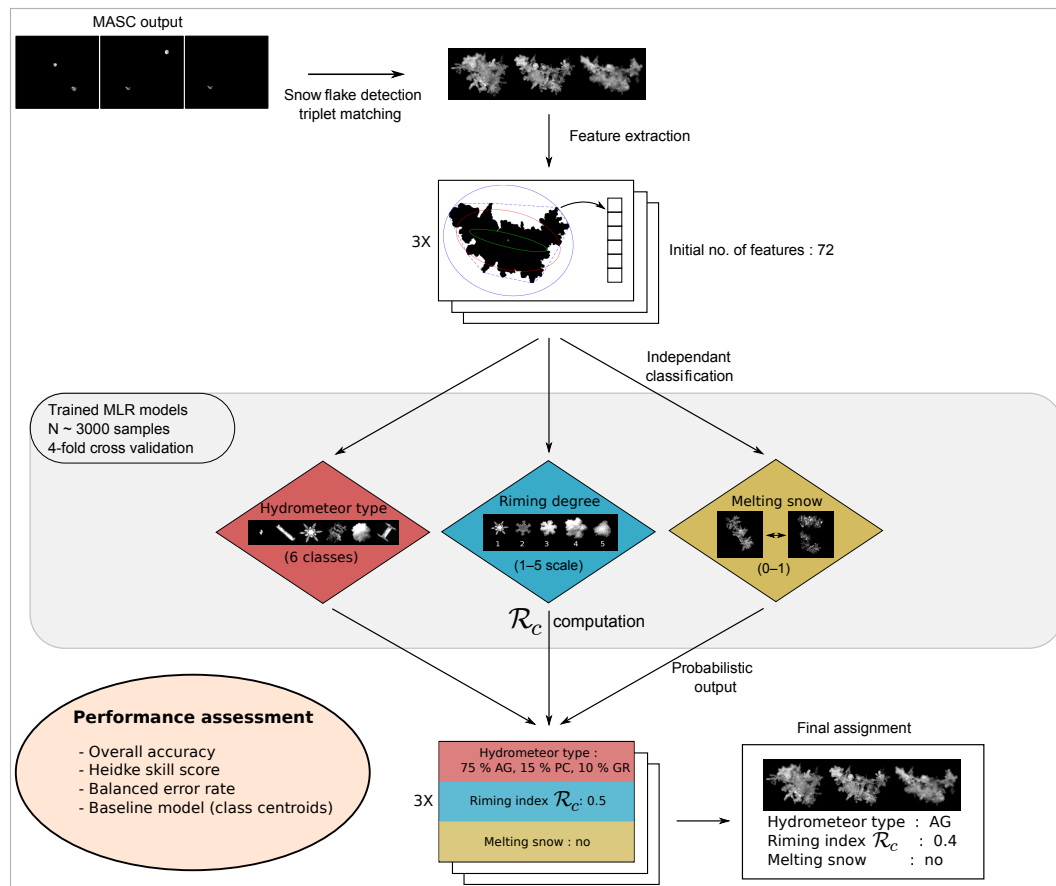 MASC output
Snow flake detection
triplet matching
Feature extraction
3X
Initial no. of features : 72
Independant
classification
Trained MLR models
N ~ 3000 samples
4-fold cross validation
Hydrometeor type
(6 classes)
Riming degree
1 2 3 4 5
(1–5 scale)
Melting snow
(0–1)
ℛc computation
Probabilistic
output
Performance assessment
- Overall accuracy
- Heidke skill score
- Balanced error rate
- Baseline model (class centroids)
3X
Hydrometeor type :
75 % AG, 15 % PC, 10 % GR
Riming index ℛc: 0.5
Melting snow : no
Final assignment
Hydrometeor type : AG
Riming index ℛc : 0.4
Melting snow : no